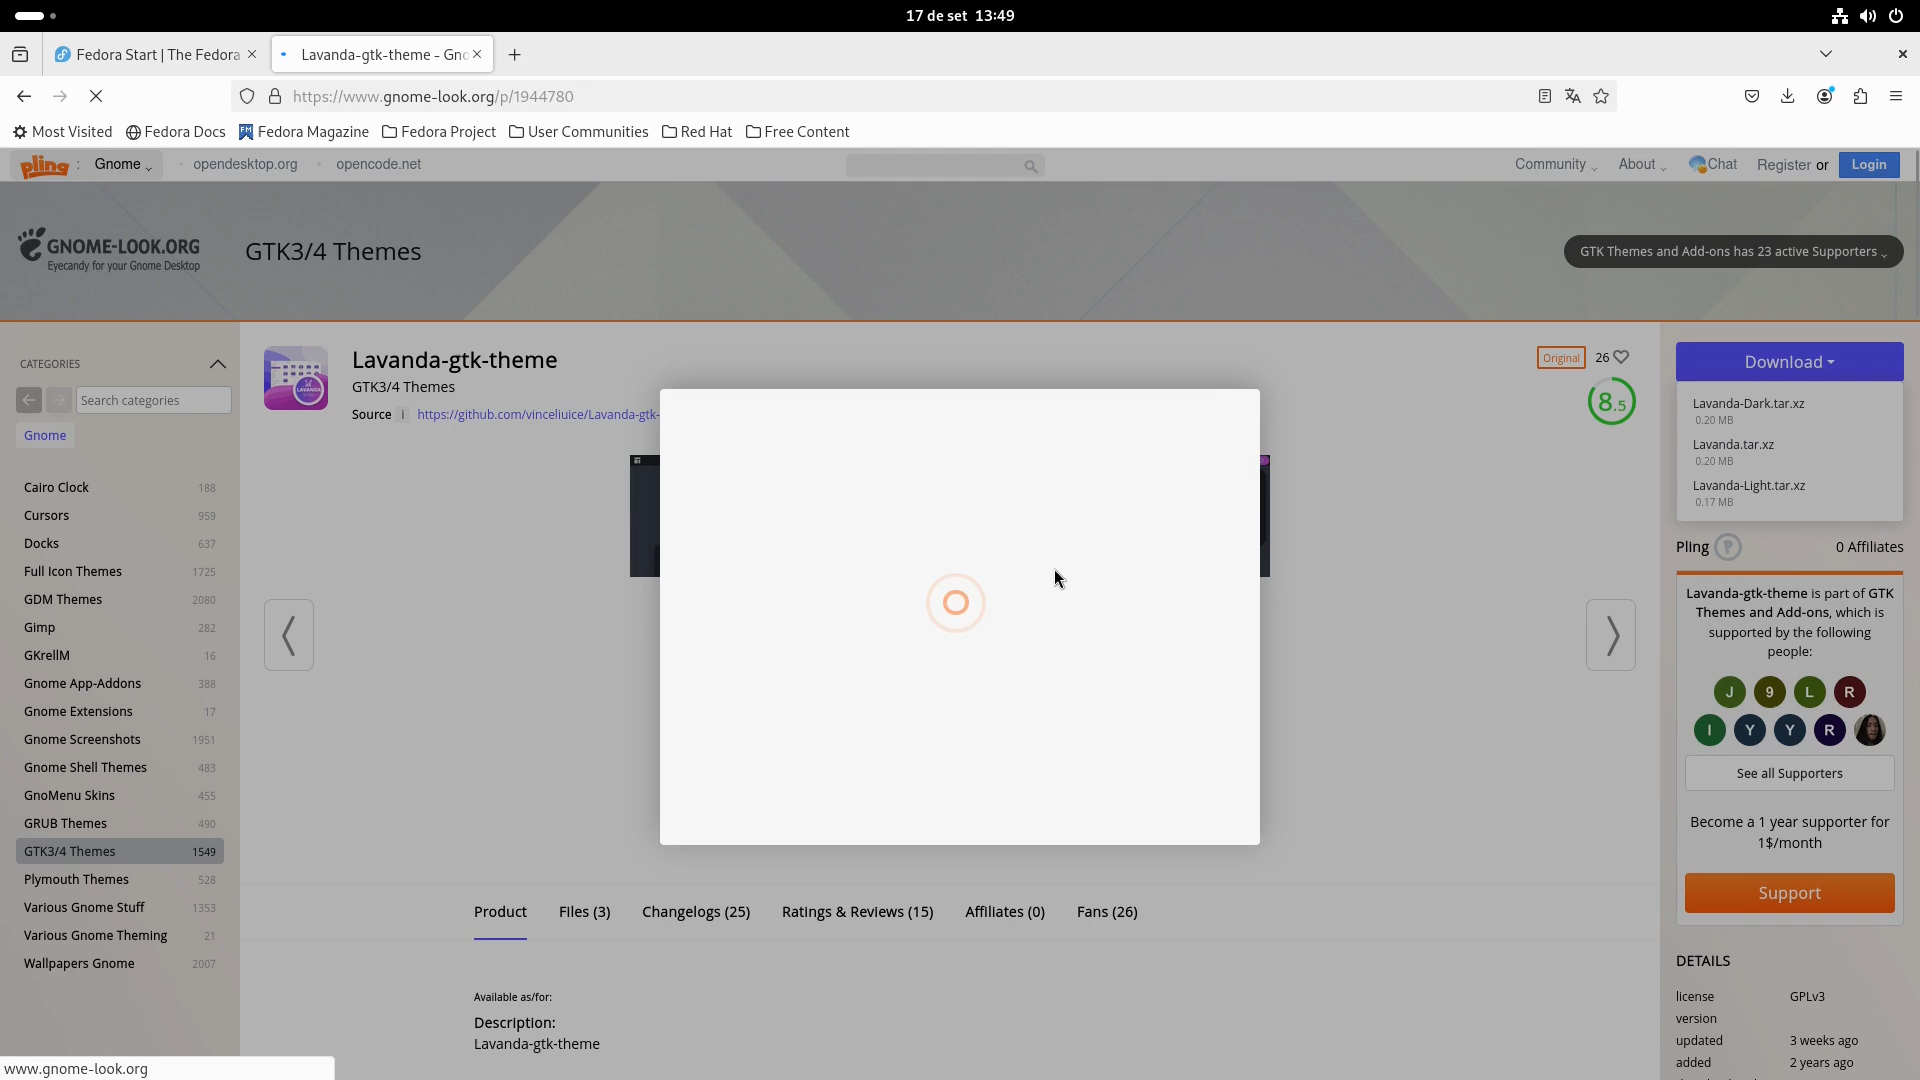 17 de set 13:49
Fedora Start | The Fedora
Lavanda-gtk-theme - Gno
https://www.gnome-look.org/p/1944780
Most Visited
Fedora Docs
Fedora Magazine
Fedora Project
User Communities
Red Hat
Free Content
pling :
Gnome
opendesktop.org
opencode.net
Community
About
Chat
Register or
Login
GNOME-LOOK.ORG
Eyecandy for your Gnome Desktop
GTK3/4 Themes
GTK Themes and Add-ons has 23 active Supporters
CATEGORIES
Search categories
Gnome
Cairo Clock 188
Cursors 959
Docks 637
Full Icon Themes 1725
GDM Themes 2080
Gimp 282
GKrellM 16
Gnome App-Addons 388
Gnome Extensions 17
Gnome Screenshots 1951
Gnome Shell Themes 483
GnoMenu Skins 455
GRUB Themes 490
GTK3/4 Themes 1549
Plymouth Themes 528
Various Gnome Stuff 1353
Various Gnome Theming 21
Wallpapers Gnome 2007
Lavanda-gtk-theme
GTK3/4 Themes
Source i https://github.com/vinceliuice/Lavanda-gtk-
Original 26
8.5
Product
Files (3)
Changelogs (25)
Ratings & Reviews (15)
Affiliates (0)
Fans (26)
Available as/for:
Description:
Lavanda-gtk-theme
Download
Lavanda-Dark.tar.xz
0.20 MB
Lavanda.tar.xz
0.20 MB
Lavanda-Light.tar.xz
0.17 MB
Pling P 0 Affiliates
Lavanda-gtk-theme is part of GTK
Themes and Add-ons, which is
supported by the following
people:
J 9 L R
I Y Y R
See all Supporters
Become a 1 year supporter for
1$/month
Support
DETAILS
license GPLv3
version
updated 3 weeks ago
added 2 years ago
www.gnome-look.org